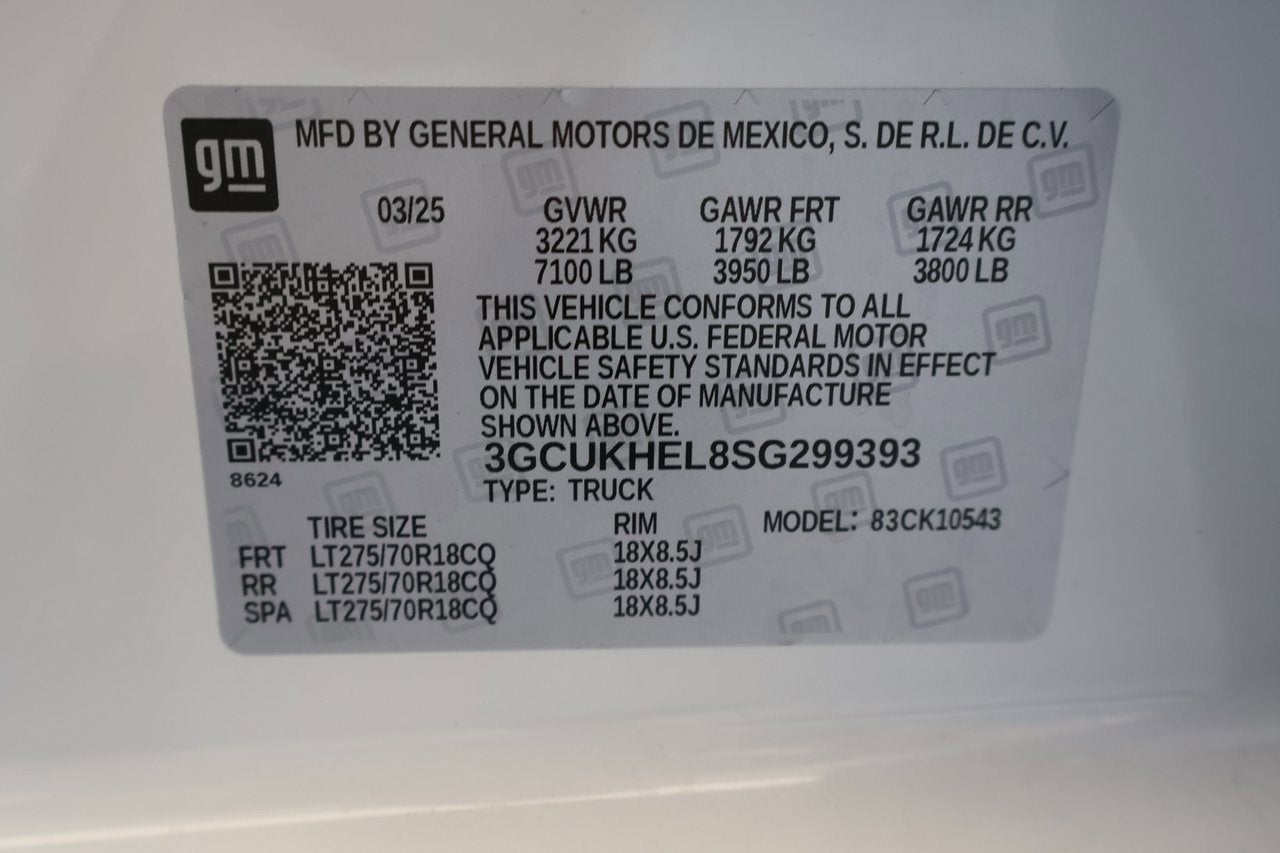 gm
MFD BY GENERAL MOTORS DE MEXICO, S. DE R.L. DE C.V.
03/25 GVWR GAWR FRT GAWR RR
3221 KG 1792 KG 1724 KG
7100 LB 3950 LB 3800 LB
THIS VEHICLE CONFORMS TO ALL
APPLICABLE U.S. FEDERAL MOTOR
VEHICLE SAFETY STANDARDS IN EFFECT
ON THE DATE OF MANUFACTURE
SHOWN ABOVE.
3GCUKHEL8SG299393
8624
TYPE: TRUCK
TIRE SIZE RIM MODEL: 83CK10543
FRT LT275/70R18CQ 18X8.5J
RR LT275/70R18CQ 18X8.5J
SPA LT275/70R18CQ 18X8.5J